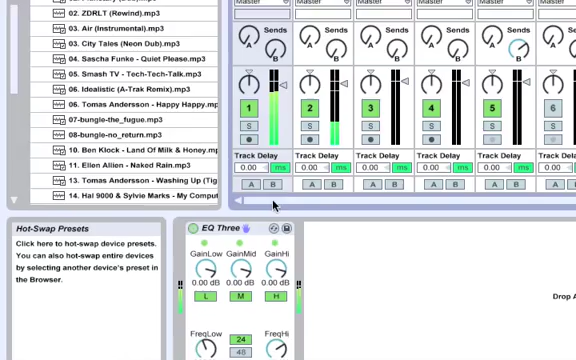 Master Master Master Master Master Master
02. ZDRLT (Rewind).mp3
03. Air (Instrumental).mp3
03. City Tales (Neon Dub).mp3
04. Sascha Funke - Quiet Please.mp3
05. Smash TV - Tech-Tech-Talk.mp3
06. Idealistic (A-Trak Remix).mp3
06. Tomas Andersson - Happy Happy.mp
07-bungle-the_fugue.mp3
08-bungle-no_return.mp3
10. Ben Klock - Land Of Milk & Honey.mp
11. Ellen Allien - Naked Rain.mp3
13. Tomas Andersson - Washing Up (Tig
14. Hal 9000 & Sylvie Marks - My Comput
Sends Sends Sends Sends Sends
A B A B A B A B A B A
1 2 3 4 5 6
S S S S S S
Track Delay Track Delay Track Delay Track Delay Track Delay Track
0.00 ms 0.00 ms 0.00 ms 0.00 ms 0.00 ms 0.00
A B A B A B A B A B A
Hot-Swap Presets
Click here to hot-swap device presets.
You can also hot-swap entire devices
by selecting another device's preset in
the Browser.
EQ Three
GainLow GainMid GainHi
0.00 dB 0.00 dB 0.00 dB
L M H
FreqLow 24 FreqHi
48
Drop A